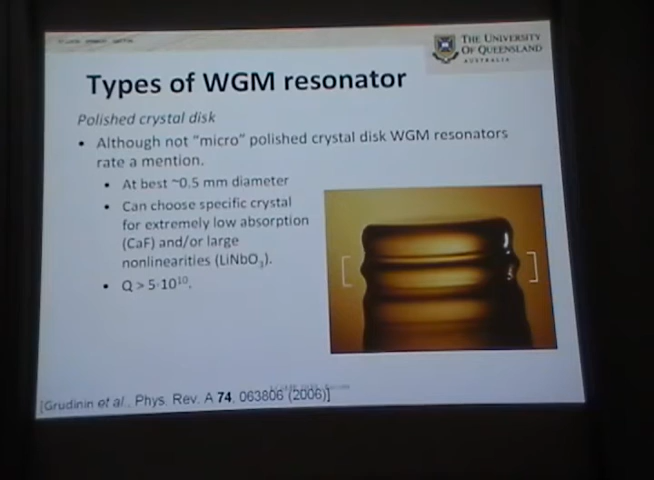 THE UNIVERSITY
OF QUEENSLAND
AUSTRALIA
Types of WGM resonator
Polished crystal disk
• Although not "micro" polished crystal disk WGM resonators
rate a mention.
• At best ~0.5 mm diameter
• Can choose specific crystal
for extremely low absorption
(CaF) and/or large
nonlinearities (LiNbO3).
• Q > 5·10¹⁰.
[Grudinin et al., Phys. Rev. A 74, 063806 (2006)]